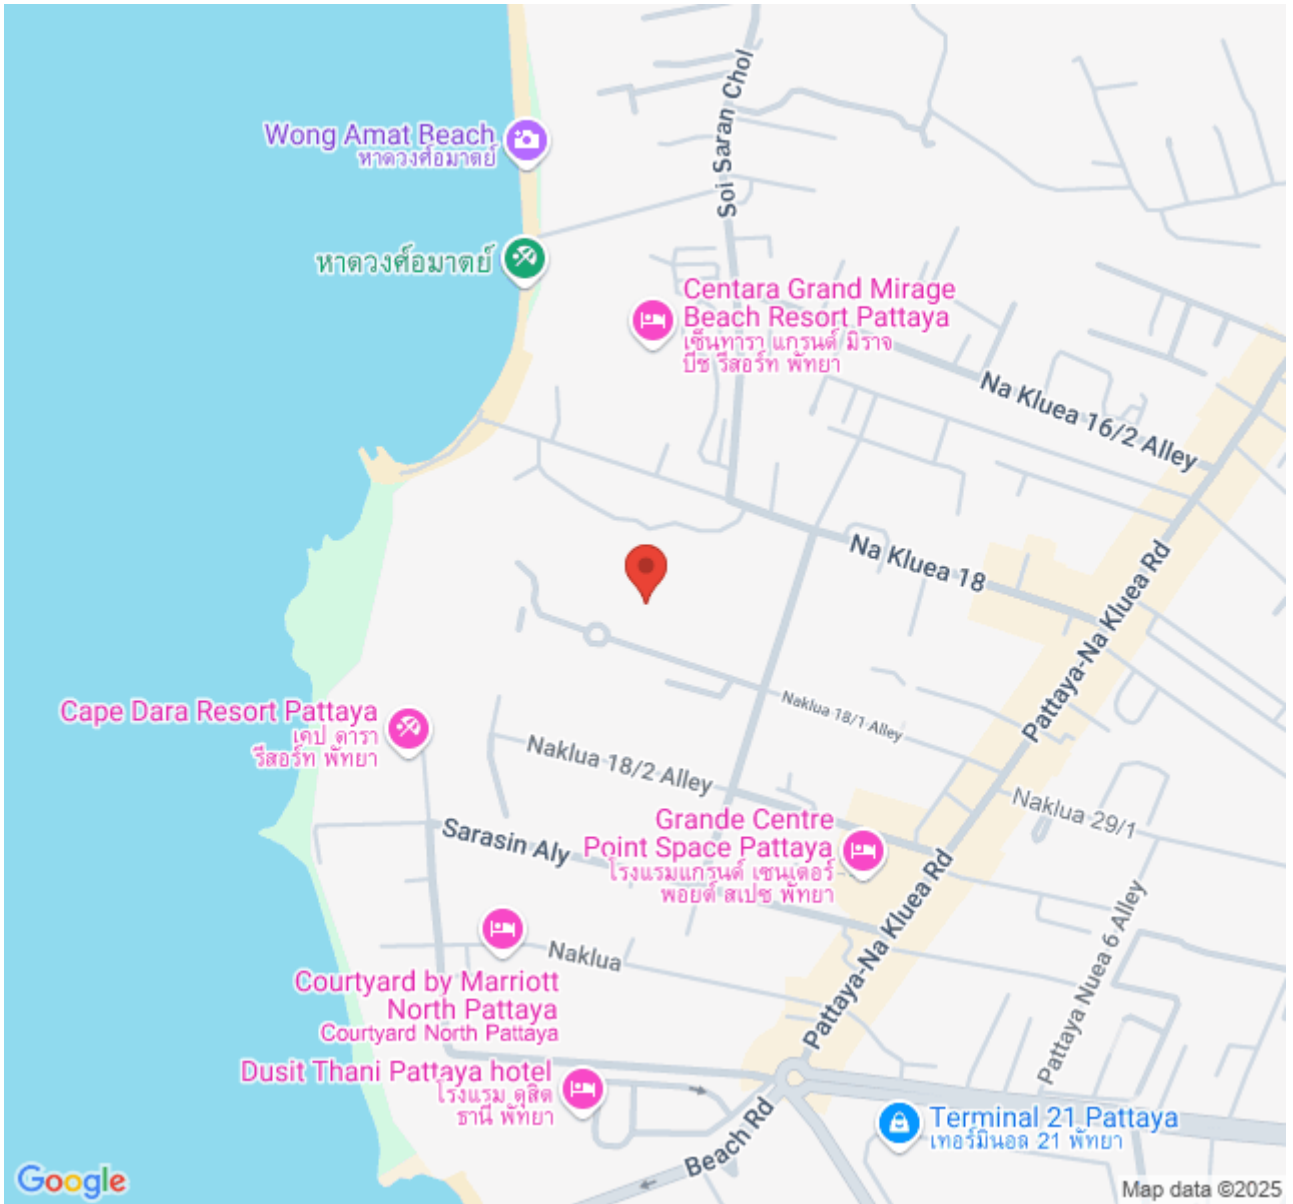 Soi Saran Chol
Wong Amat Beach
หาดวงศ์อมาตย์
หาดวงศ์อมาตย์
Centara Grand Mirage
Beach Resort Pattaya
เซ็นทารา แกรนด์ มิราจ
บีช รีสอร์ท พัทยา
Na Kluea 16/2 Alley
Na Kluea 18
Pattaya-Na Kluea Rd
Cape Dara Resort Pattaya
เคป ดารา
รีสอร์ท พัทยา
Naklua 18/1 Alley
Naklua 18/2 Alley
Naklua 29/1
Grande Centre
Point Space Pattaya
โรงแรมแกรนด์ เซนเตอร์
พอยต์ สเปซ พัทยา
Sarasin Aly
Pattaya-Na Kluea Rd
Pattaya Nuea 6 Alley
Naklua
Courtyard by Marriott
North Pattaya
Courtyard North Pattaya
Dusit Thani Pattaya hotel
โรงแรม ดุสิต
ธานี พัทยา
Beach Rd
Terminal 21 Pattaya
เทอร์มินอล 21 พัทยา
Google
Map data ©2025